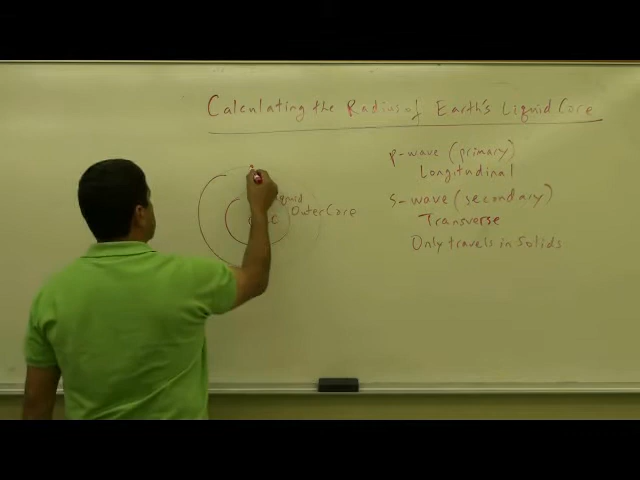 Calculating the Radius of Earth's Liquid Core
P-wave (primary)
Longitudinal
S-wave (secondary)
Transverse
Only travels in Solids
Outer Core